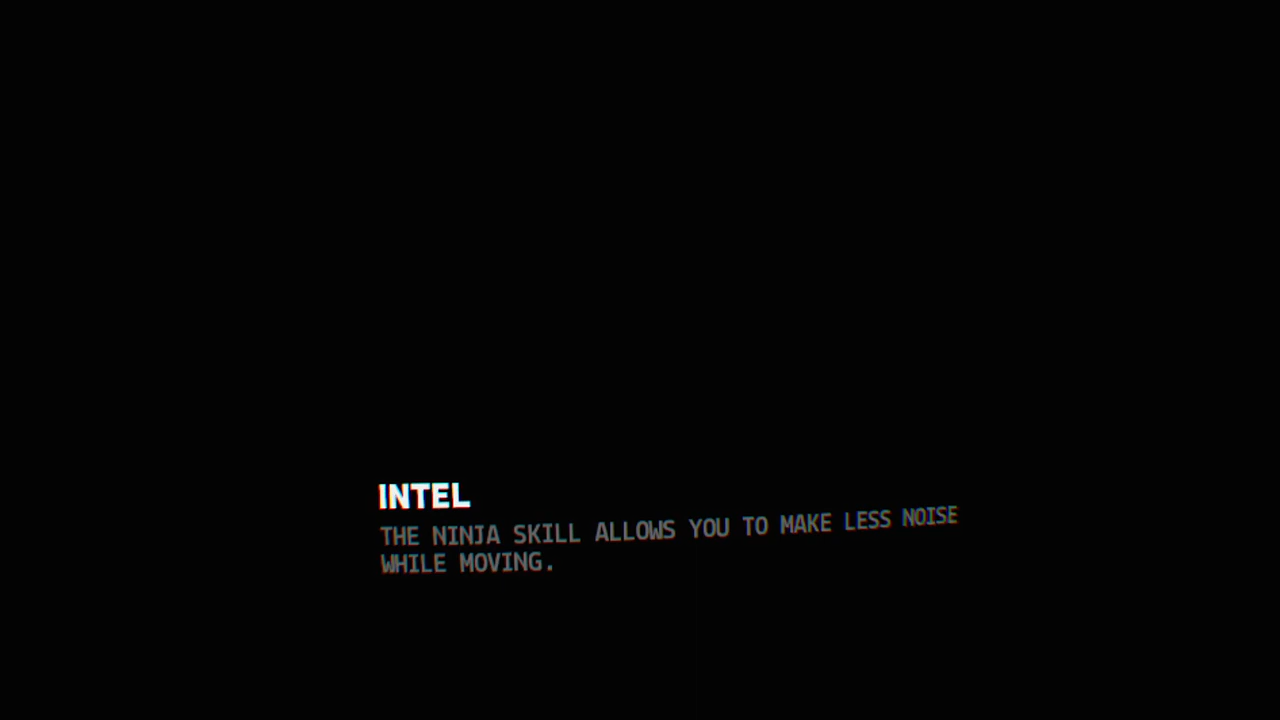 INTEL
THE NINJA SKILL ALLOWS YOU TO MAKE LESS NOISE
WHILE MOVING.